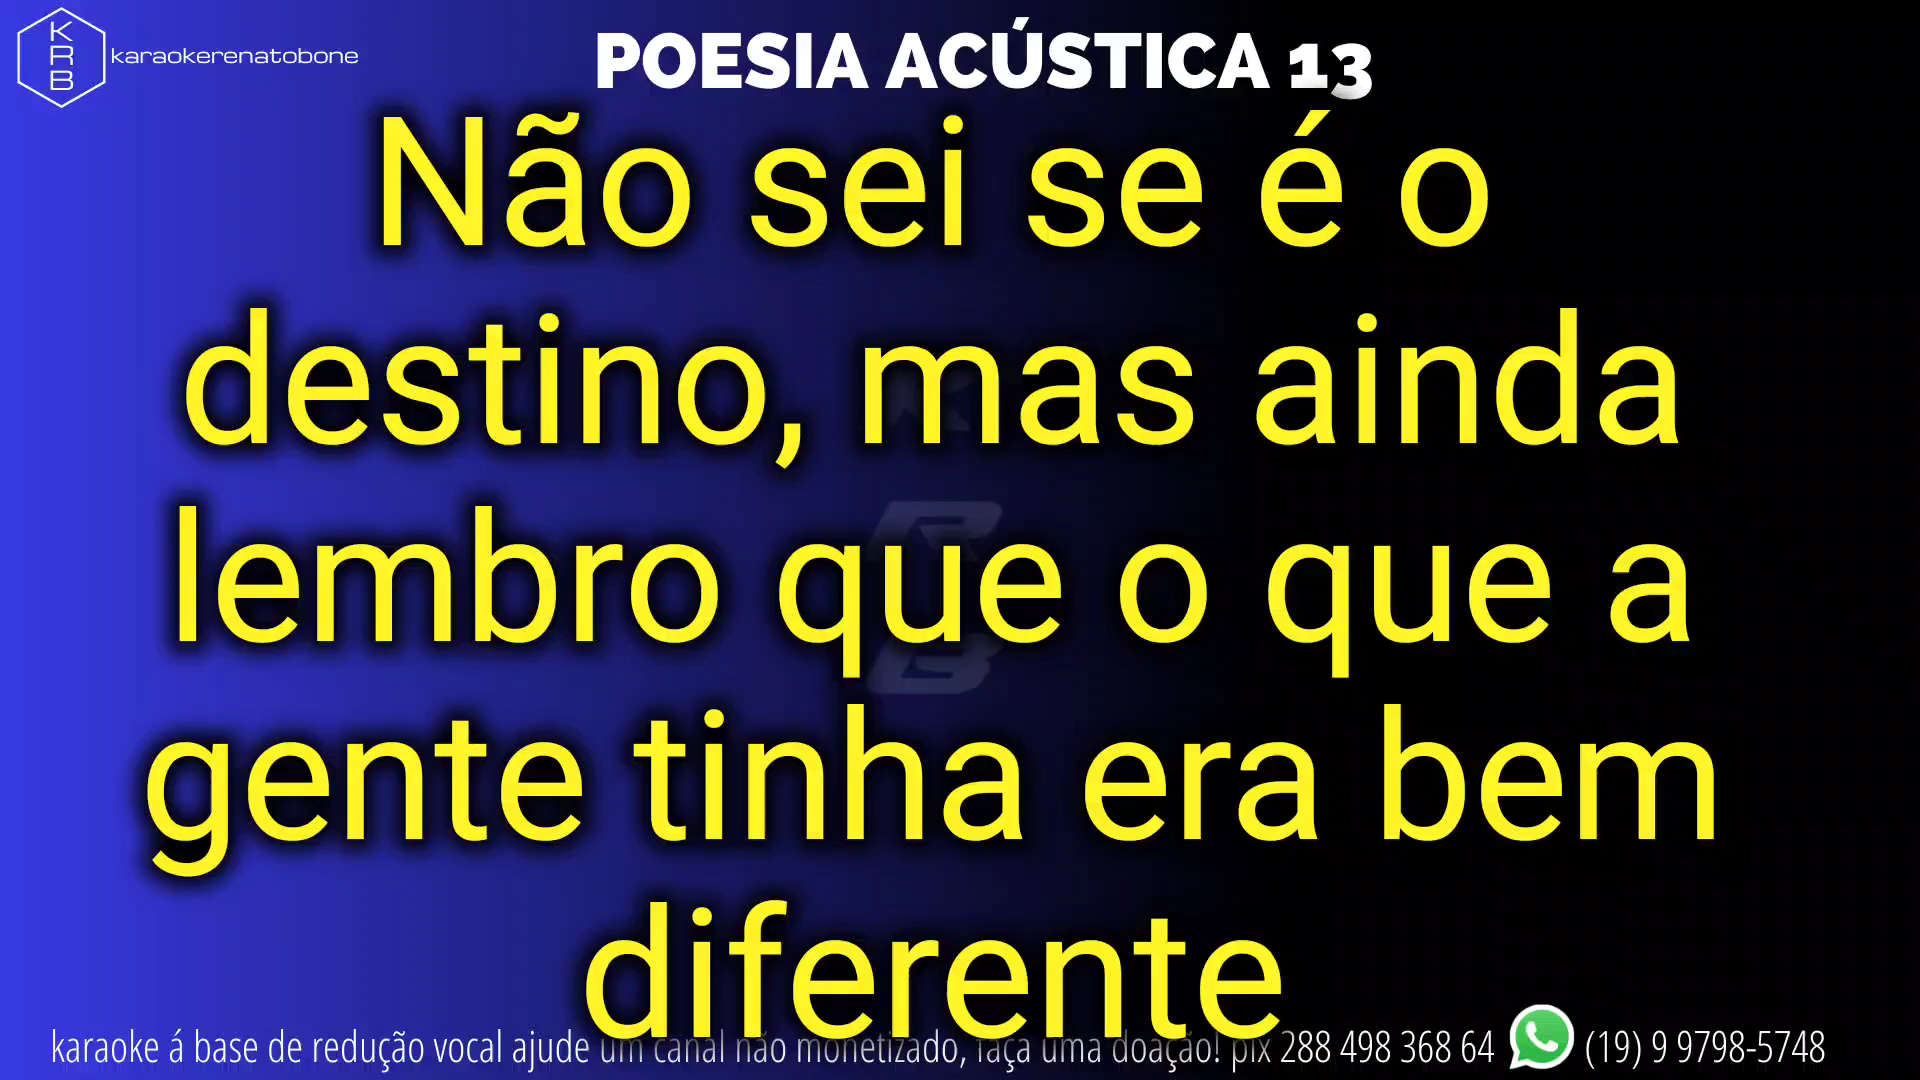 KRB
karaokerenatobone
POESIA ACÚSTICA 13
Não sei se é o
destino, mas ainda
lembro que o que a
gente tinha era bem
diferente
karaoke á base de redução vocal ajude um canal não monetizado, faça uma doação! pix 288 498 368 64 (19) 9 9798-5748
KRB